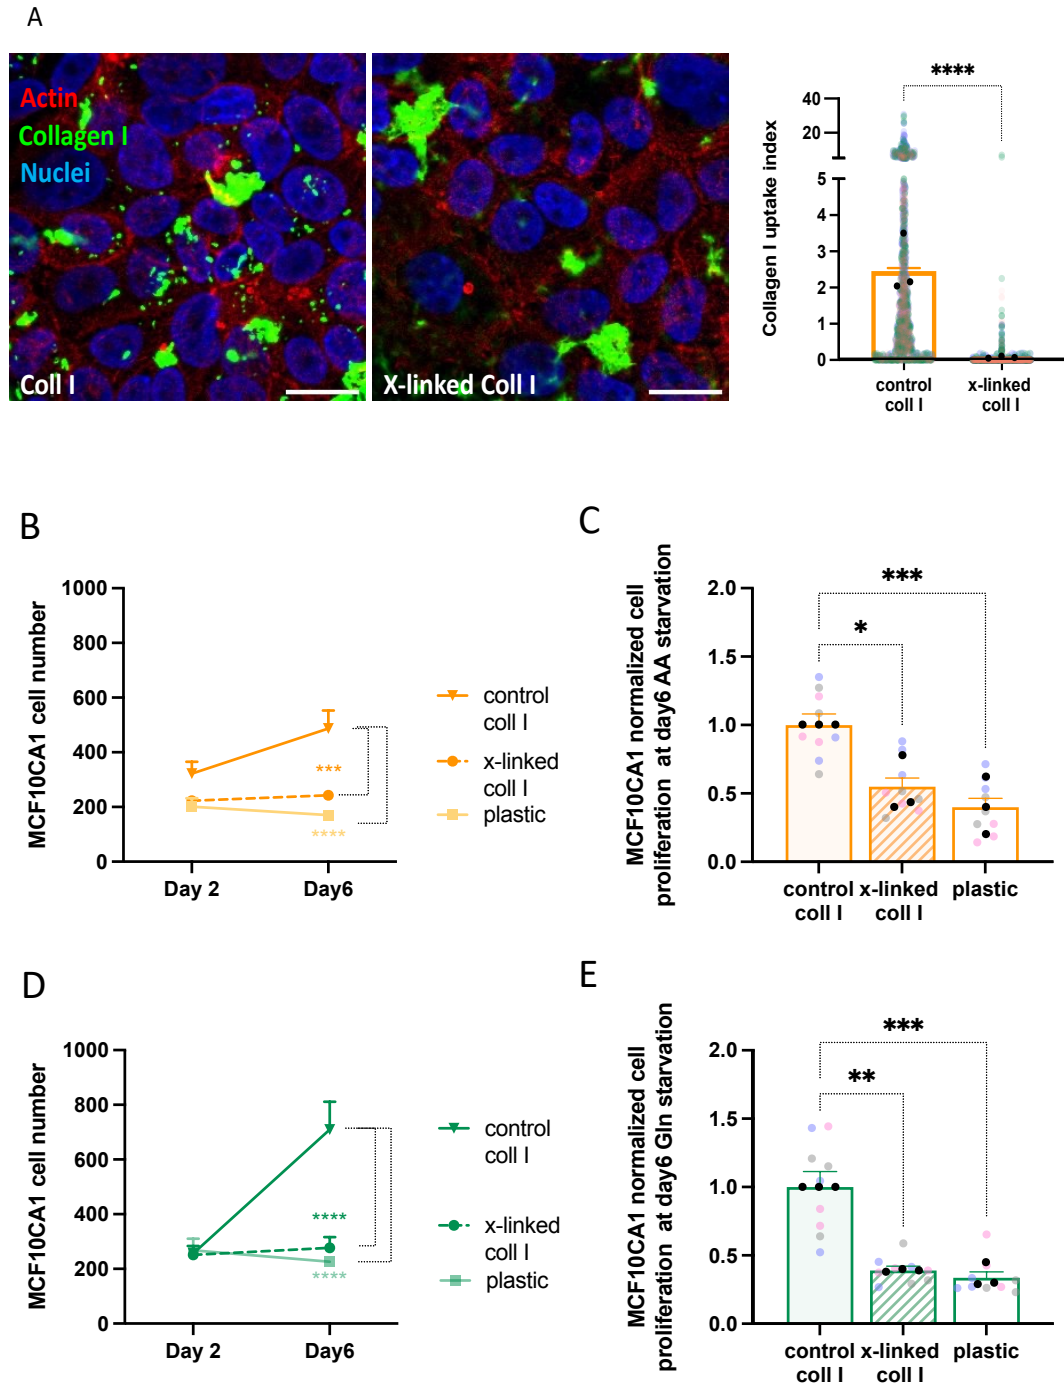 A
Actin
Collagen I
Nuclei
Coll I
X-linked Coll I
****
Collagen I uptake index
40
20
5
4
3
2
1
0
control
coll I
x-linked
coll I
B
MCF10CA1 cell number
1000
800
600
400
200
0
Day 2
Day6
***
****
control
coll I
x-linked
coll I
plastic
C
MCF10CA1 normalized cell
proliferation at day6 AA starvation
2.0
1.5
1.0
0.5
0.0
***
*
control
coll I
x-linked
coll I
plastic
D
MCF10CA1 cell number
1000
800
600
400
200
0
Day 2
Day6
****
****
control
coll I
x-linked
coll I
plastic
E
MCF10CA1 normalized cell
proliferation at day6 Gln starvation
2.0
1.5
1.0
0.5
0.0
***
**
control
coll I
x-linked
coll I
plastic